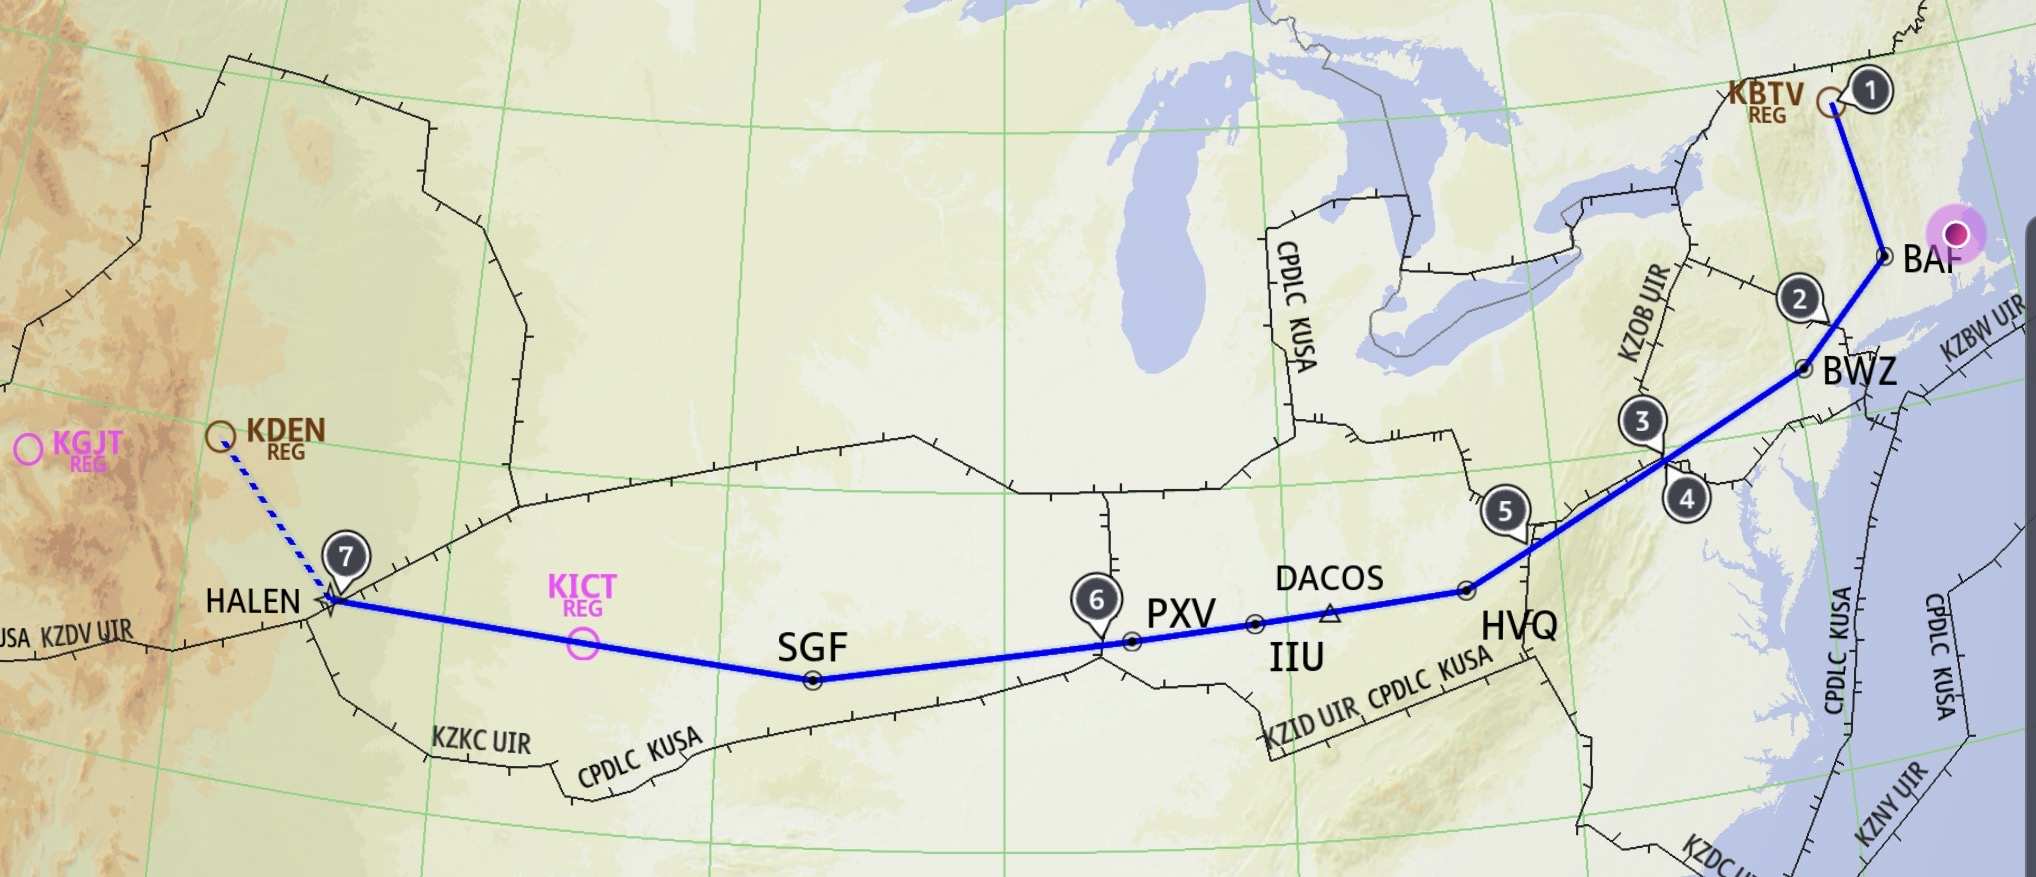 KBTV
REG
1
BAF
2
BWZ
KZBW UIR
KZOB UIR
CPDLC KUSA
3
4
5
KGJT
REG
KDEN
REG
7
HALEN
KICT
REG
SGF
6
PXV
DACOS
IIU
HVQ
USA KZDV UIR
KZKC UIR
CPDLC KUSA
KZID UIR CPDLC KUSA
CPDLC KUSA
CPDLC KUSA
KZNY UIR
KZDC U